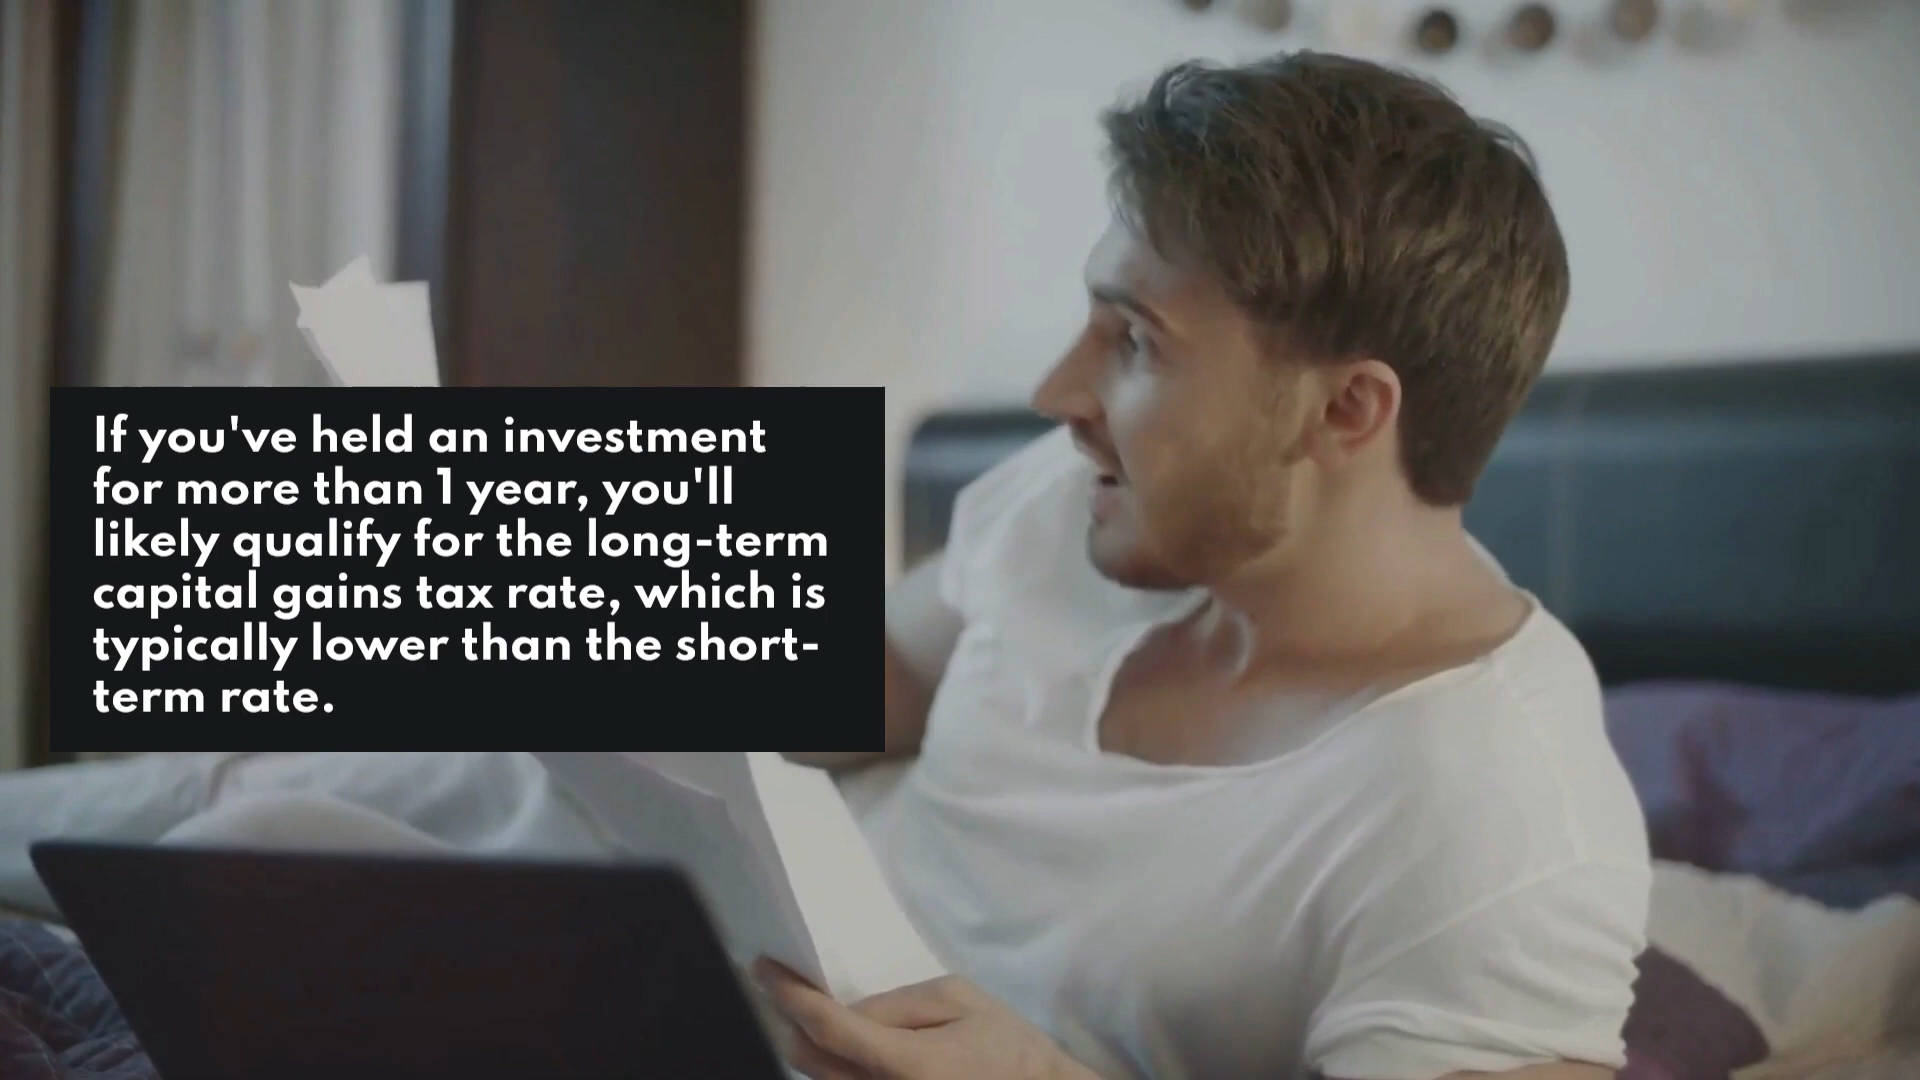 If you've held an investment
for more than 1 year, you'll
likely qualify for the long-term
capital gains tax rate, which is
typically lower than the short-
term rate.